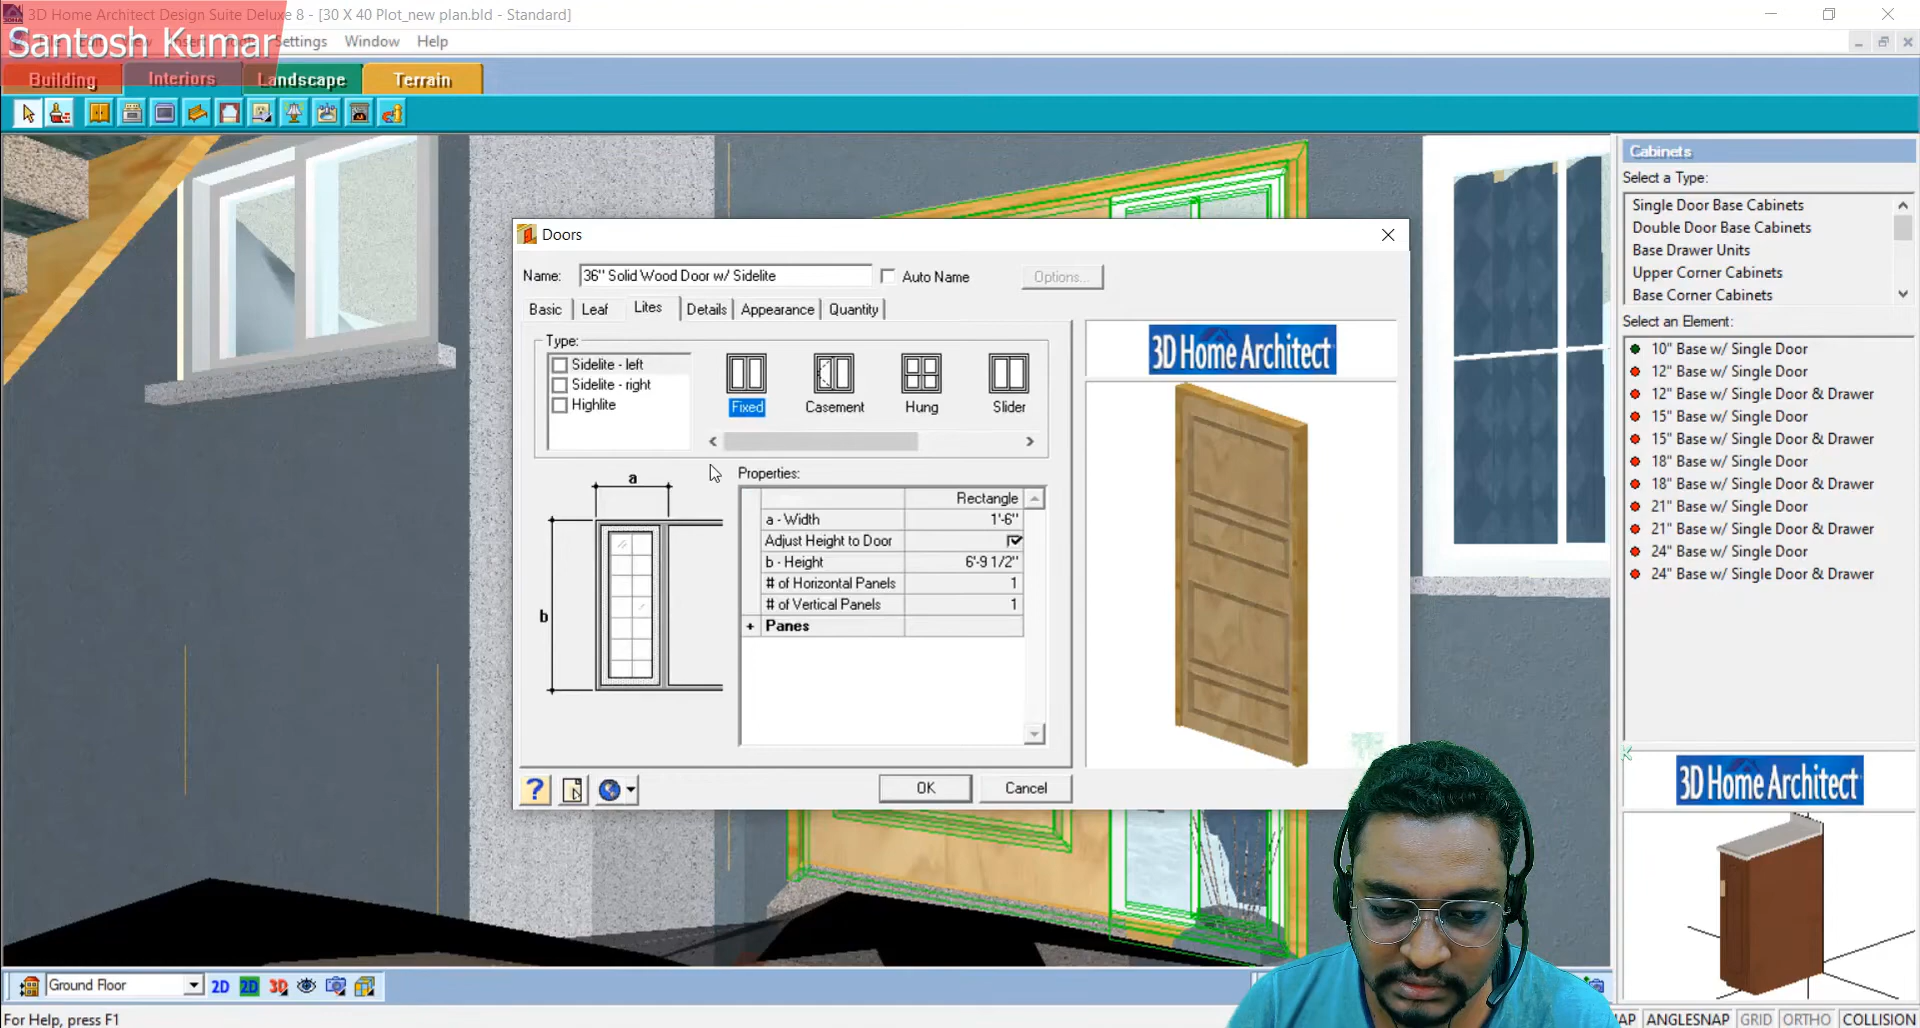 3D Home Architect Design Suite Deluxe 8 - [30 X 40 Plot_new plan.bld - Standard]
Santosh Kumar
Settings Window Help
Building Interiors Landscape Terrain
Doors
Name: 36" Solid Wood Door w/ Sidelite Auto Name Options...
Basic Leaf Lites Details Appearance Quantity
Type:
Sidelite - left
Sidelite - right
Highlite
Fixed Casement Hung Slider
a
b
Properties:
Rectangle
a - Width 1'-6"
Adjust Height to Door
b - Height 6'-9 1/2"
# of Horizontal Panels 1
# of Vertical Panels 1
+ Panes
3D Home Architect
? OK Cancel
Cabinets
Select a Type:
Single Door Base Cabinets
Double Door Base Cabinets
Base Drawer Units
Upper Corner Cabinets
Base Corner Cabinets
Select an Element:
10" Base w/ Single Door
12" Base w/ Single Door
12" Base w/ Single Door & Drawer
15" Base w/ Single Door
15" Base w/ Single Door & Drawer
18" Base w/ Single Door
18" Base w/ Single Door & Drawer
21" Base w/ Single Door
21" Base w/ Single Door & Drawer
24" Base w/ Single Door
24" Base w/ Single Door & Drawer
3D Home Architect
Ground Floor 2D 2D 3D
For Help, press F1
ANGLESNAP GRID ORTHO COLLISION